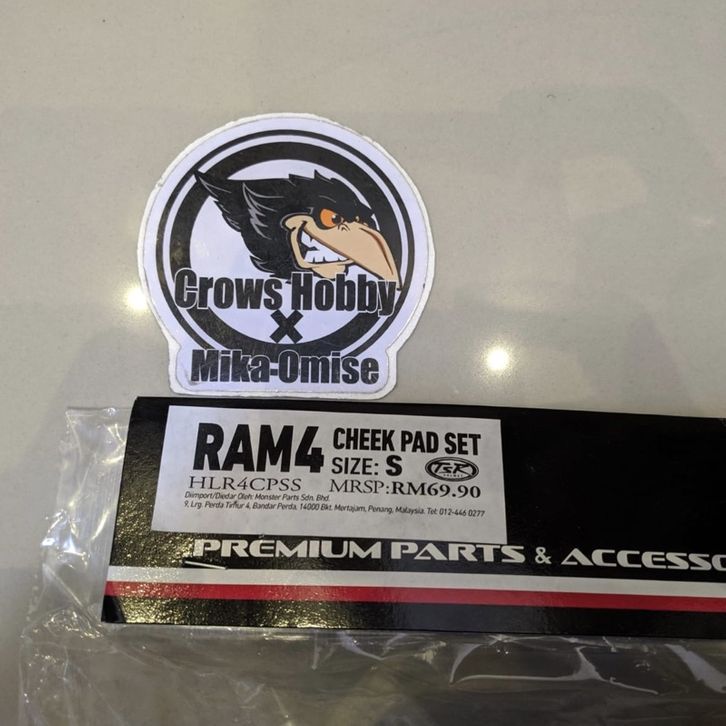 Crows Hobby
X
Mika-Omise
RAM4 CHEEK PAD SET
SIZE: S
HLR4CPSS MRSP:RM69.90
Diimport/Diedar Oleh: Monster Parts Sdn. Bhd.
9, Lrg. Perda Timur 4, Bandar Perda, 14000 Bkt. Mertajam, Penang, Malaysia. Tel: 012-446 0277
PREMIUM PARTS & ACCESSO